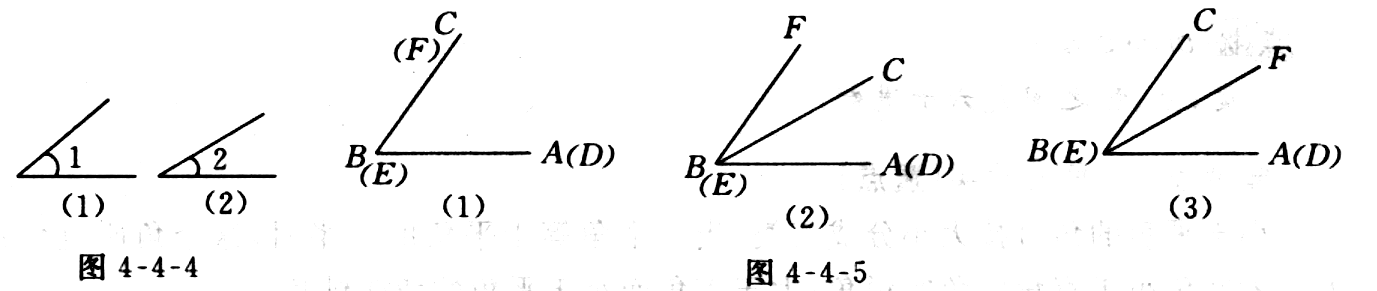 1
(1)
2
(2)
图 4-4-4
C
(F)
B
(E)
A(D)
(1)
F
C
B
(E)
A(D)
(2)
图 4-4-5
C
F
B(E)
A(D)
(3)